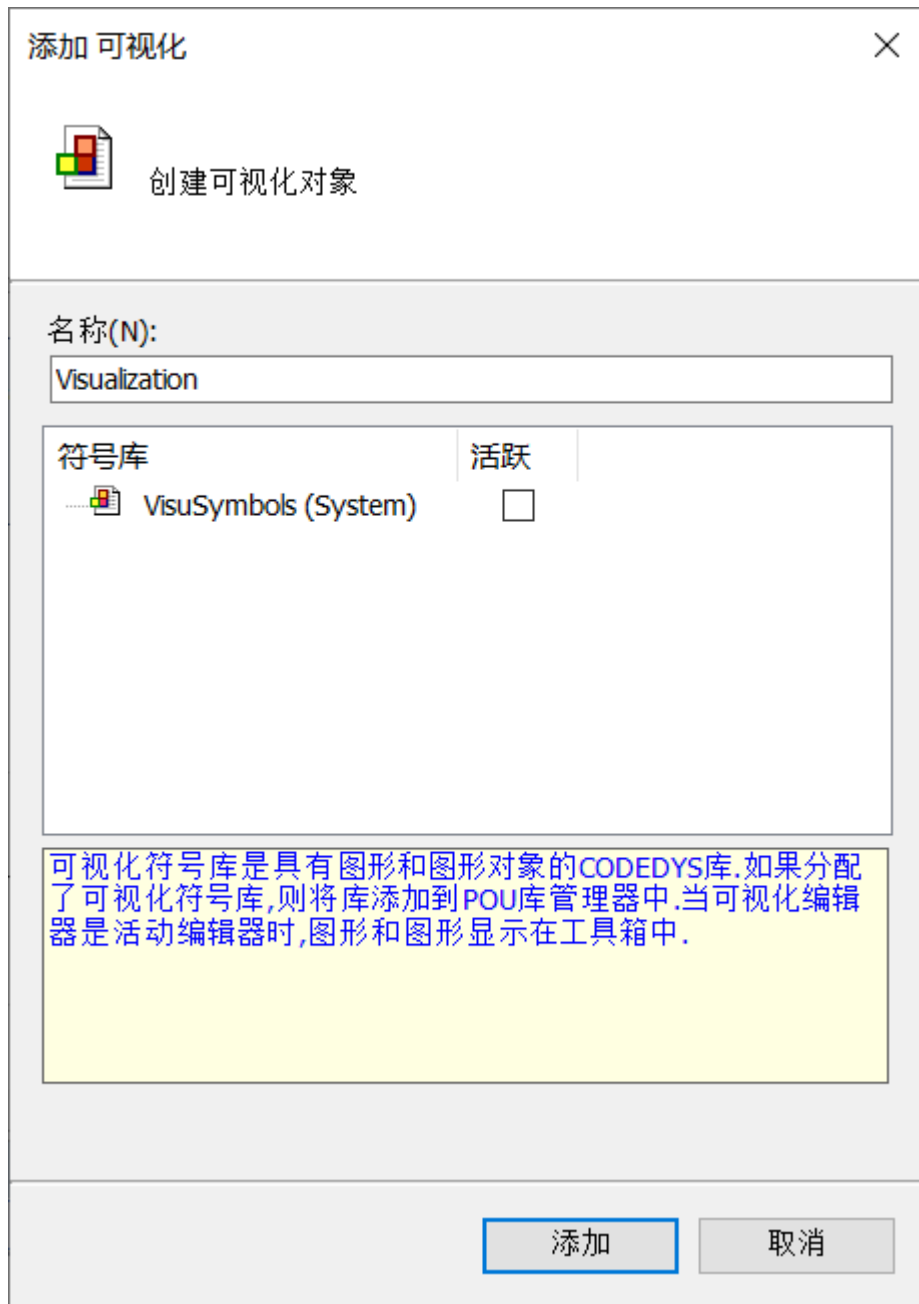 添加 可视化
创建可视化对象
名称(N):
Visualization
符号库 活跃
VisuSymbols (System)
可视化符号库是具有图形和图形对象的CODEDYS库.如果分配
了可视化符号库,则将库添加到POU库管理器中.当可视化编辑
器是活动编辑器时,图形和图形显示在工具箱中.
添加 取消